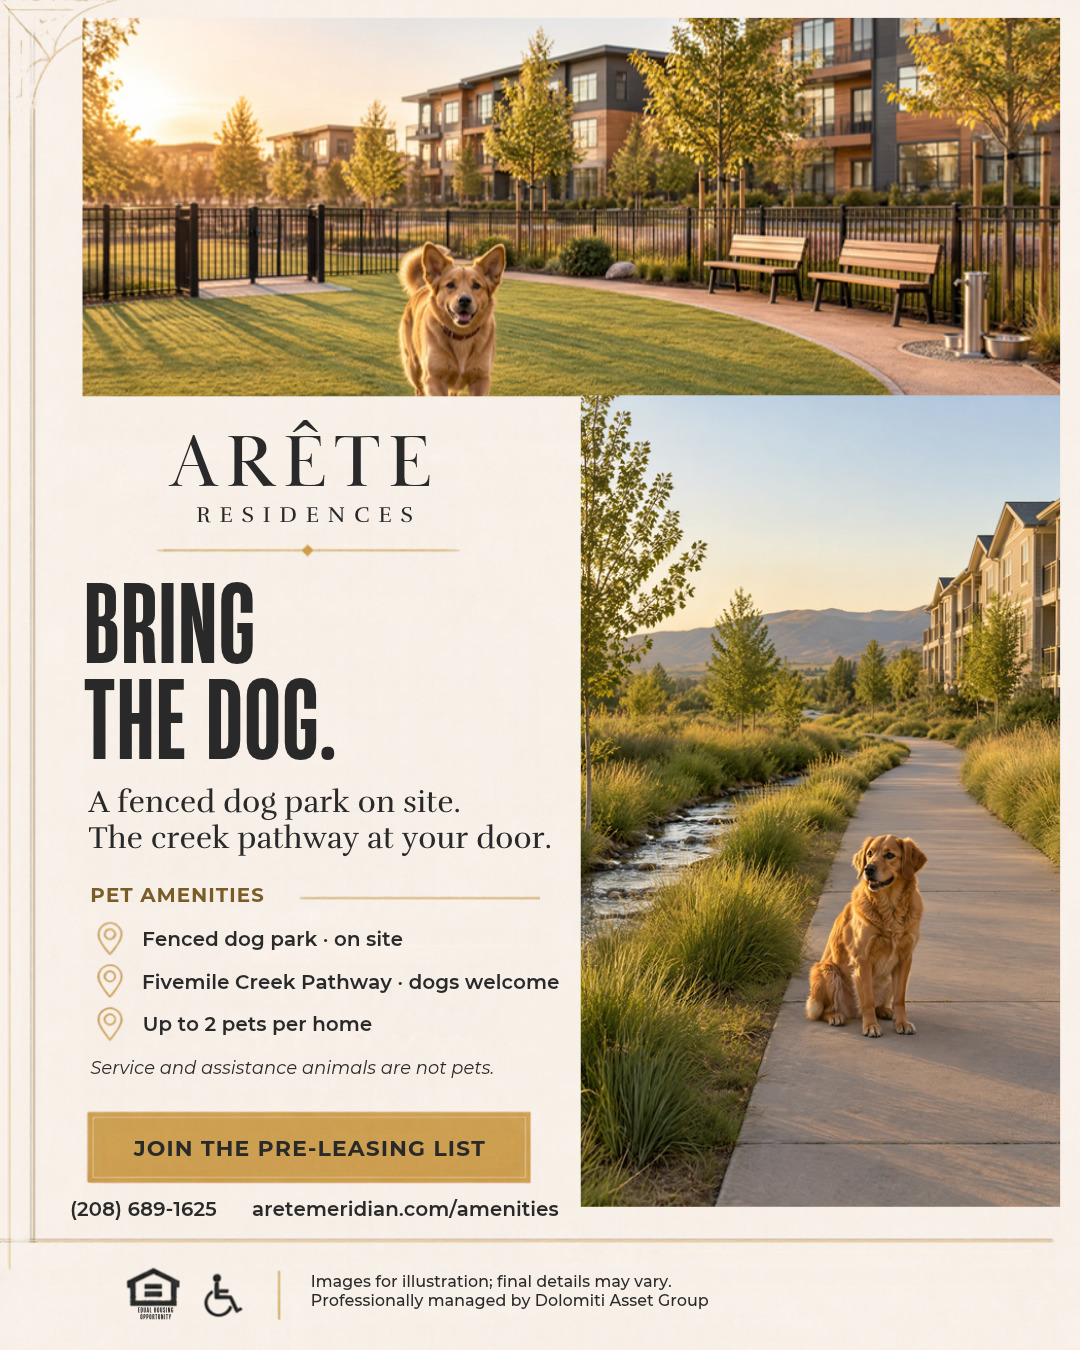 ARÊTE
RESIDENCES
BRING
THE DOG.
A fenced dog park on site.
The creek pathway at your door.
PET AMENITIES
Fenced dog park · on site
Fivemile Creek Pathway · dogs welcome
Up to 2 pets per home
Service and assistance animals are not pets.
JOIN THE PRE-LEASING LIST
(208) 689-1625 aretemeridian.com/amenities
EQUAL HOUSING
OPPORTUNITY
Images for illustration; final details may vary.
Professionally managed by Dolomiti Asset Group